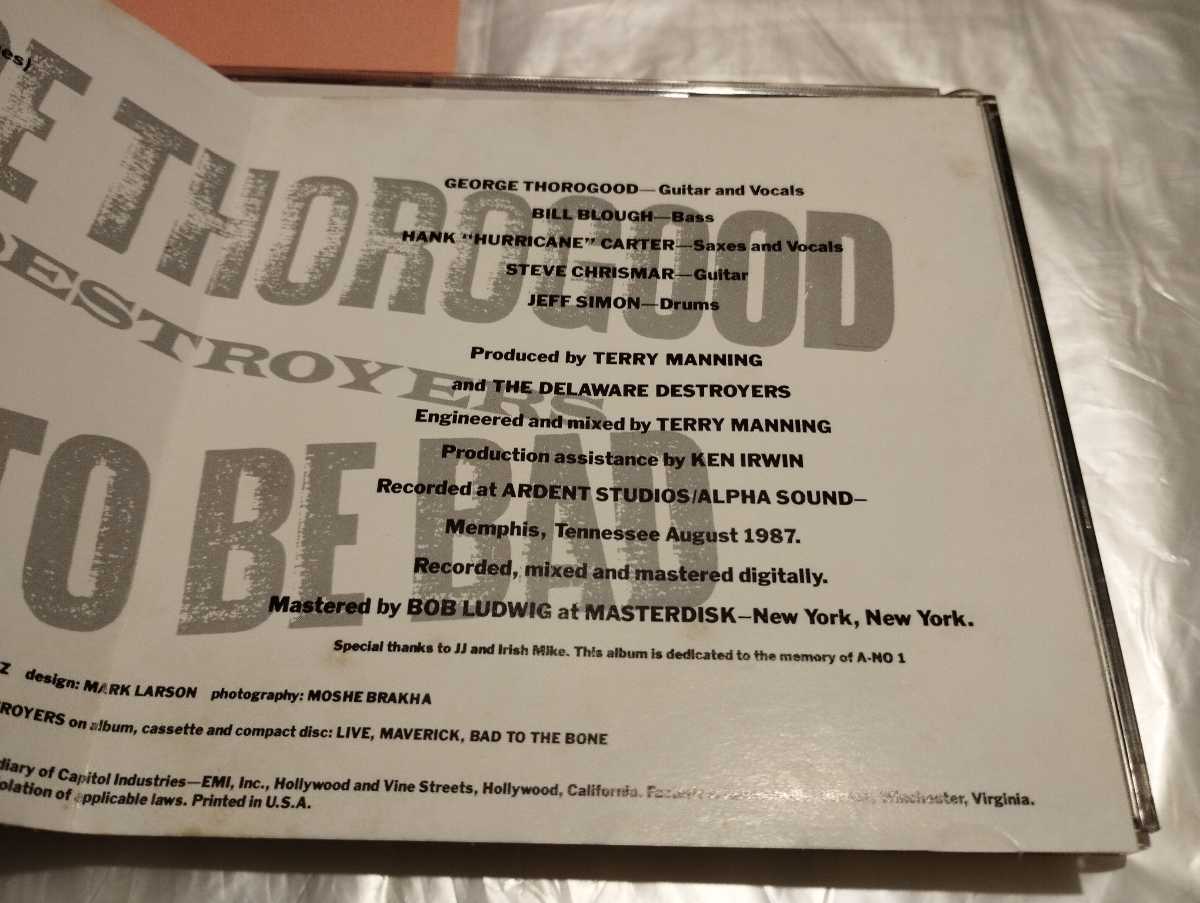 es)
E THOROGOOD
DESTROYERS
TO BE BAD
GEORGE THOROGOOD—Guitar and Vocals
BILL BLOUGH—Bass
HANK "HURRICANE" CARTER—Saxes and Vocals
STEVE CHRISMAR—Guitar
JEFF SIMON—Drums
Produced by TERRY MANNING
and THE DELAWARE DESTROYERS
Engineered and mixed by TERRY MANNING
Production assistance by KEN IRWIN
Recorded at ARDENT STUDIOS/ALPHA SOUND—
Memphis, Tennessee August 1987.
Recorded, mixed and mastered digitally.
Mastered by BOB LUDWIG at MASTERDISK—New York, New York.
Special thanks to JJ and Irish Mike. This album is dedicated to the memory of A-NO 1
Z design: MARK LARSON photography: MOSHE BRAKHA
ROYERS on album, cassette and compact disc: LIVE, MAVERICK, BAD TO THE BONE
diary of Capitol Industries—EMI, Inc., Hollywood and Vine Streets, Hollywood, California. Winchester, Virginia.
olation of applicable laws. Printed in U.S.A.